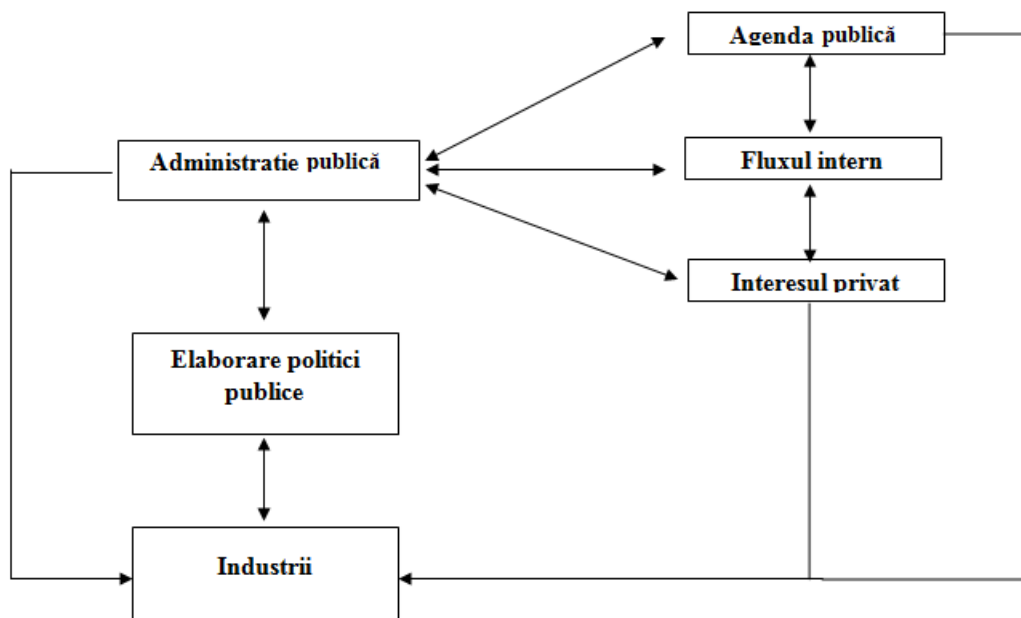 Agenda publică
Administratie publică
Fluxul intern
Interesul privat
Elaborare politici
publice
Industrii